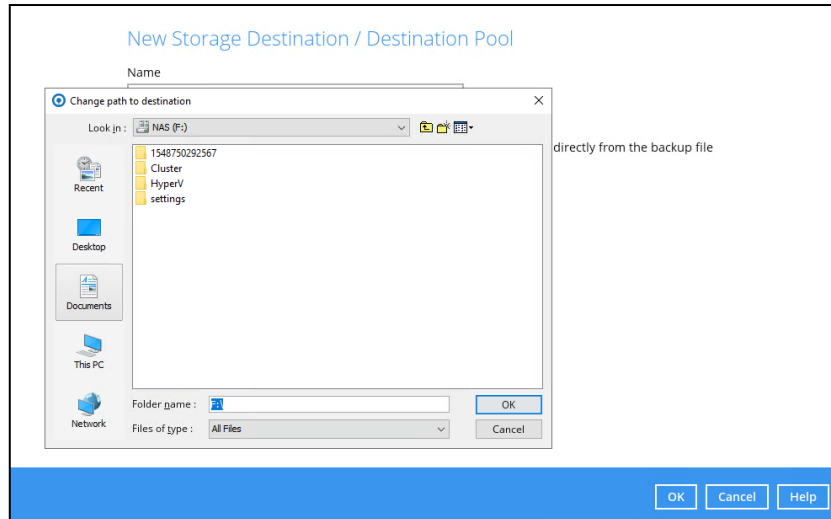 New Storage Destination / Destination Pool
Name
Change path to destination
Look in : NAS (F:)
directly from the backup file
1548750292567
Cluster
HyperV
settings
Recent
Desktop
Documents
This PC
Network
Folder name : F:\ OK
Files of type : All Files Cancel
OK Cancel Help